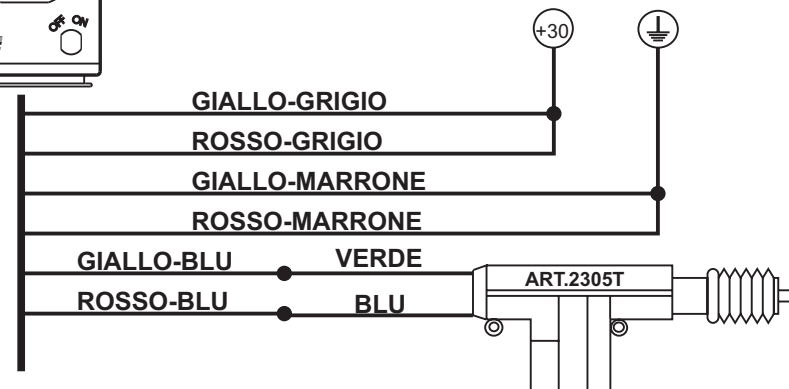 OFF ON
+30
GIALLO-GRIGIO
ROSSO-GRIGIO
GIALLO-MARRONE
ROSSO-MARRONE
GIALLO-BLU VERDE
ART.2305T
ROSSO-BLU BLU